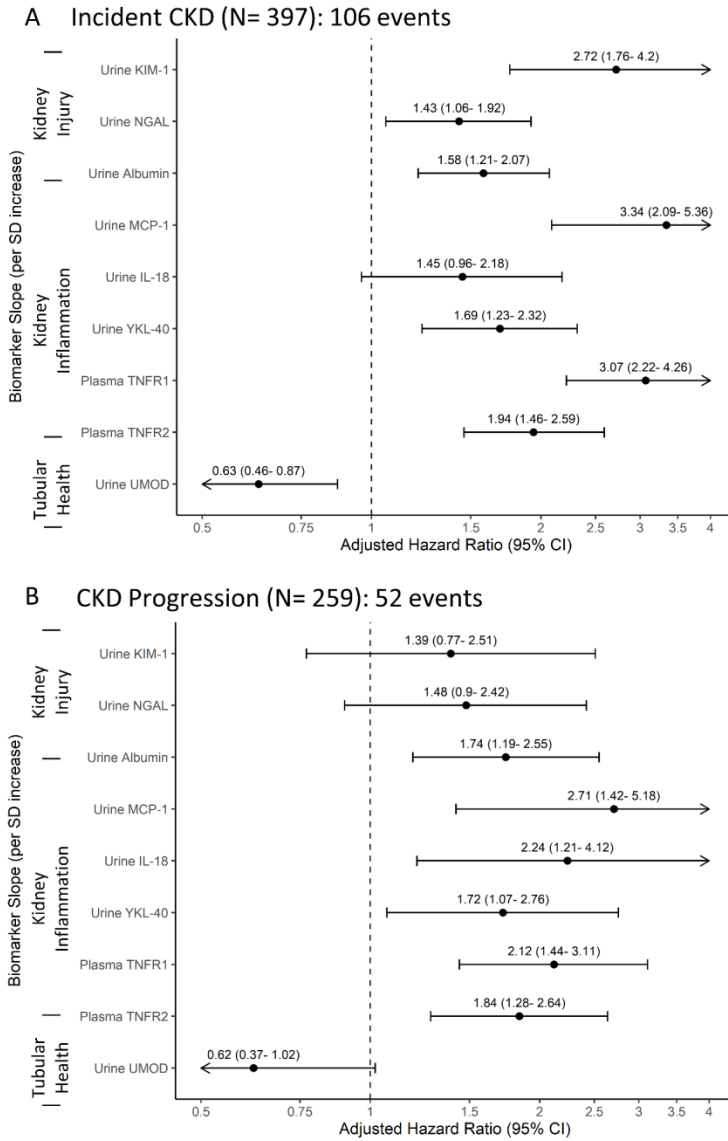 A Incident CKD (N= 397): 106 events
Biomarker Slope (per SD increase)
Kidney
Injury
Kidney
Inflammation
Tubular
Health
Urine KIM-1
2.72 (1.76- 4.2)
Urine NGAL
1.43 (1.06- 1.92)
Urine Albumin
1.58 (1.21- 2.07)
Urine MCP-1
3.34 (2.09- 5.36)
Urine IL-18
1.45 (0.96- 2.18)
Urine YKL-40
1.69 (1.23- 2.32)
Plasma TNFR1
3.07 (2.22- 4.26)
Plasma TNFR2
1.94 (1.46- 2.59)
Urine UMOD
0.63 (0.46- 0.87)
0.5 0.75 1 1.5 2 2.5 3 3.5 4
Adjusted Hazard Ratio (95% CI)
B CKD Progression (N= 259): 52 events
Biomarker Slope (per SD increase)
Kidney
Injury
Kidney
Inflammation
Tubular
Health
Urine KIM-1
1.39 (0.77- 2.51)
Urine NGAL
1.48 (0.9- 2.42)
Urine Albumin
1.74 (1.19- 2.55)
Urine MCP-1
2.71 (1.42- 5.18)
Urine IL-18
2.24 (1.21- 4.12)
Urine YKL-40
1.72 (1.07- 2.76)
Plasma TNFR1
2.12 (1.44- 3.11)
Plasma TNFR2
1.84 (1.28- 2.64)
Urine UMOD
0.62 (0.37- 1.02)
0.5 0.75 1 1.5 2 2.5 3 3.5 4
Adjusted Hazard Ratio (95% CI)